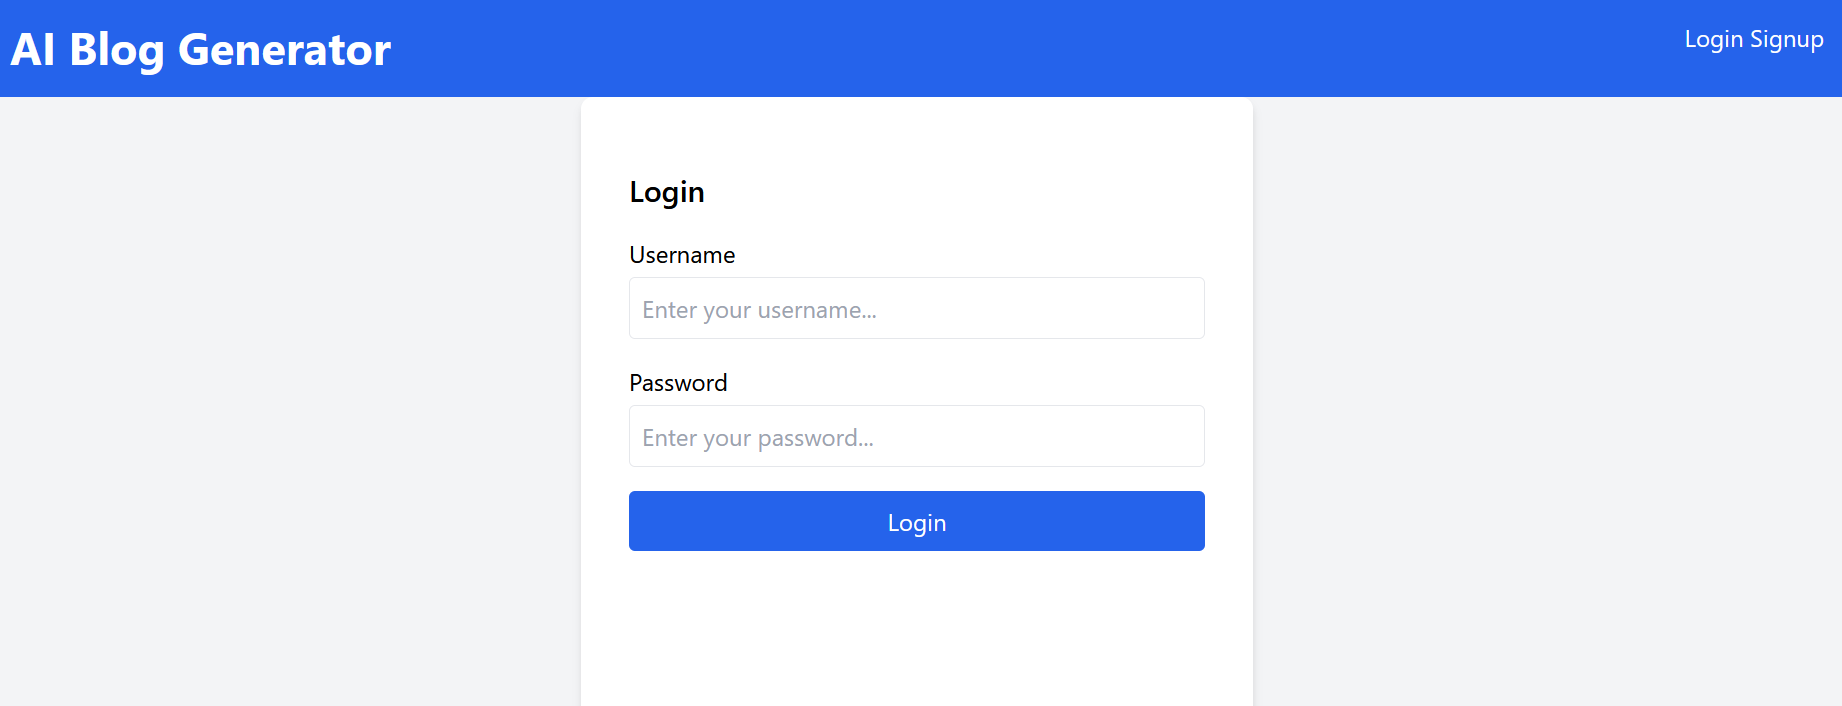 AI Blog Generator
Login Signup
Login
Username
Enter your username...
Password
Enter your password...
Login